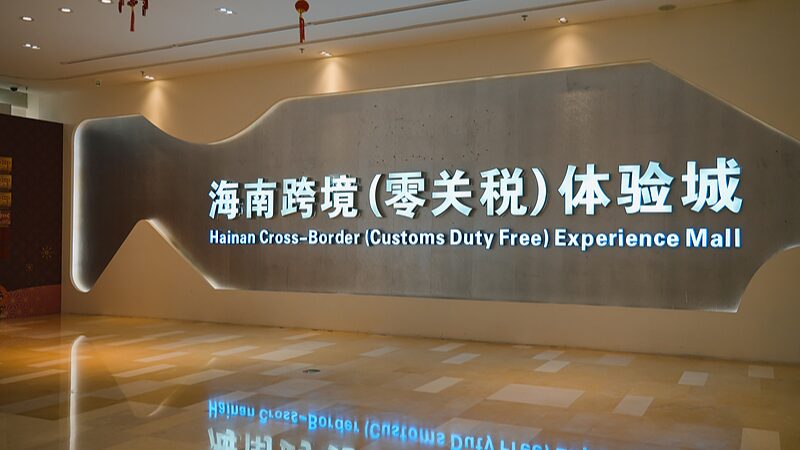 海南跨境(零关税)体验城
Hainan Cross-Border (Customs Duty Free) Experience Mall